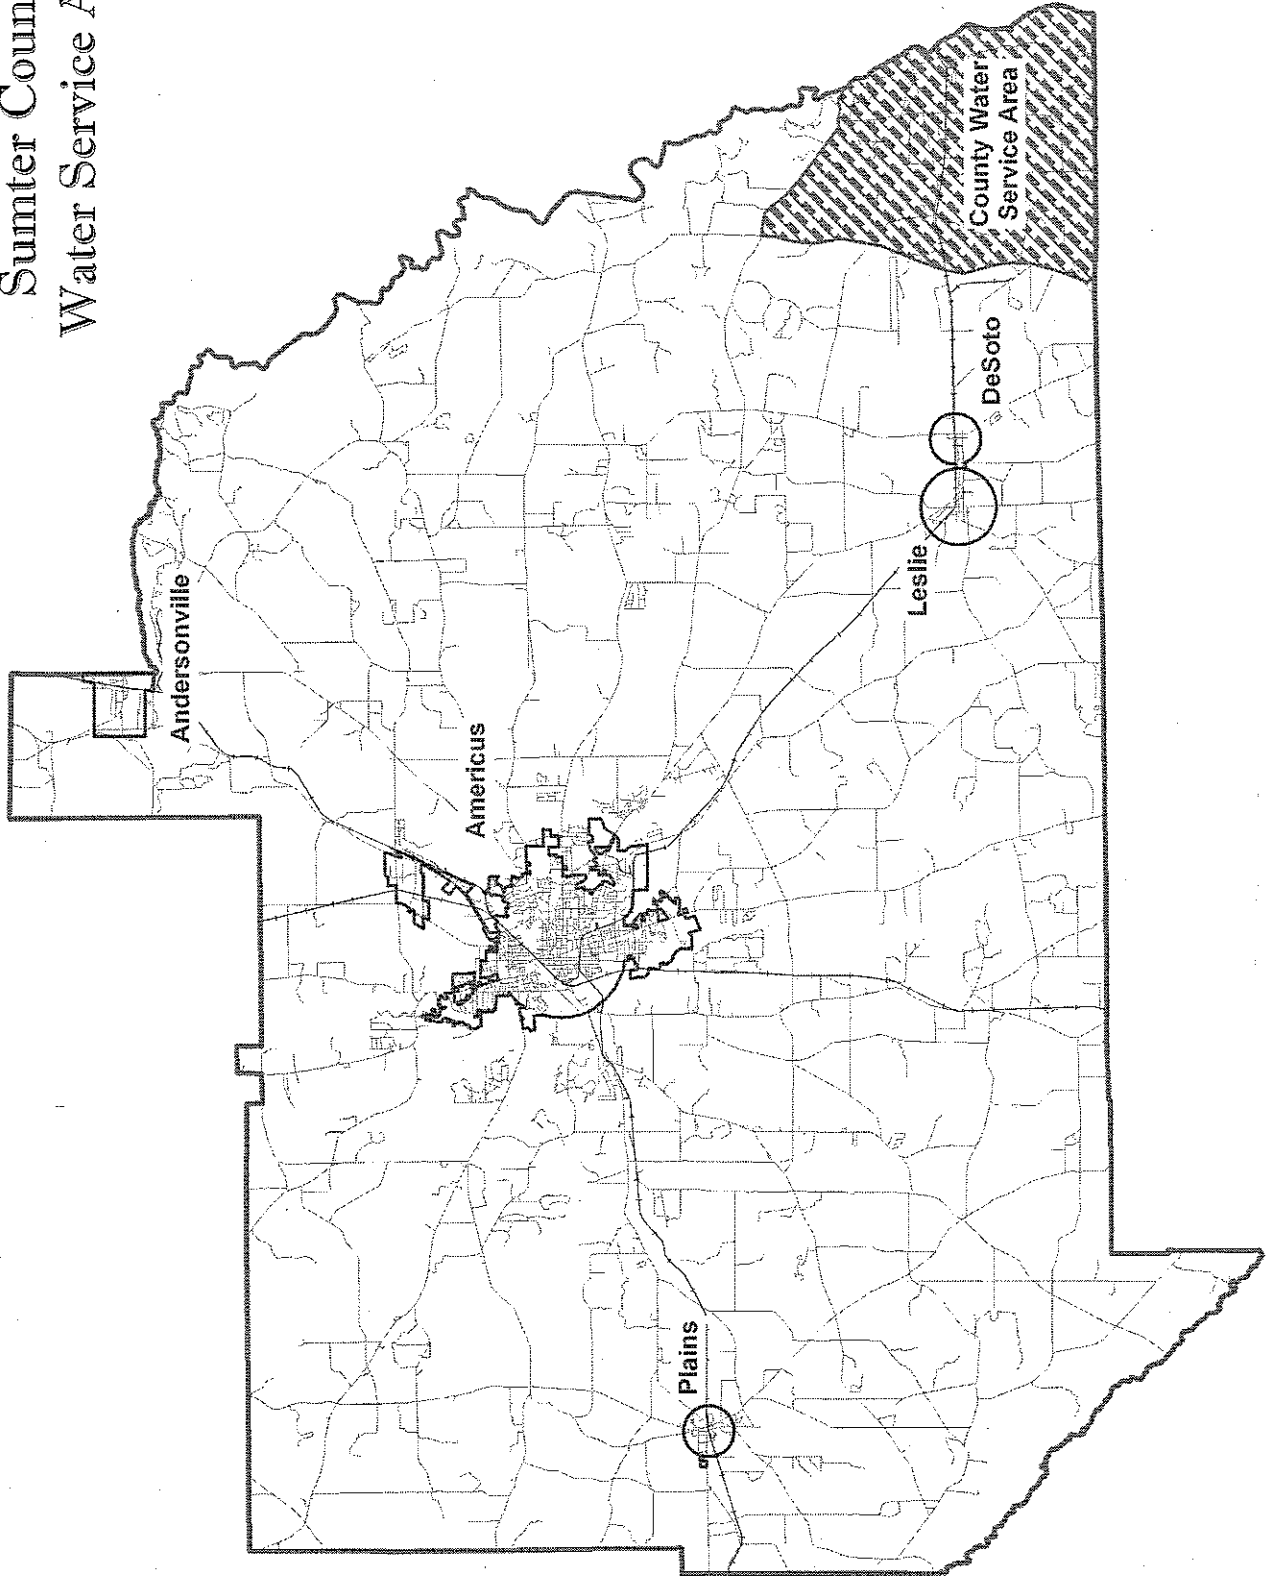 Sumter Coun
Water Service A
Andersonville
Americus
Plains
Leslie
DeSoto
County Water
Service Area